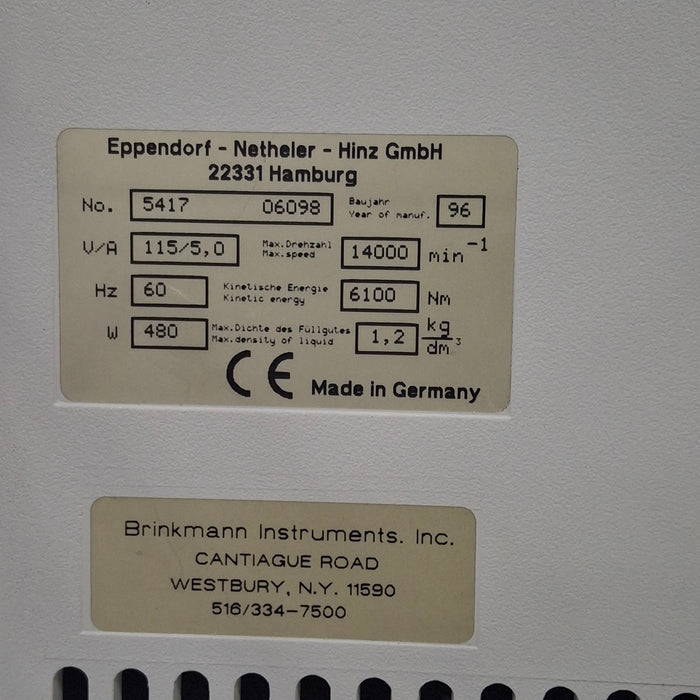 Eppendorf - Netheler - Hinz GmbH
22331 Hamburg
No. 5417 06098 Baujahr Year of manuf. 96
V/A 115/5,0 Max.Drehzahl Max.speed 14000 min⁻¹
Hz 60 Kinetische Energie Kinetic energy 6100 Nm
W 480 Max.Dichte des Füllgutes Max.density of liquid 1,2 kg/dm³
CE Made in Germany
Brinkmann Instruments. Inc.
CANTIAGUE ROAD
WESTBURY, N.Y. 11590
516/334-7500